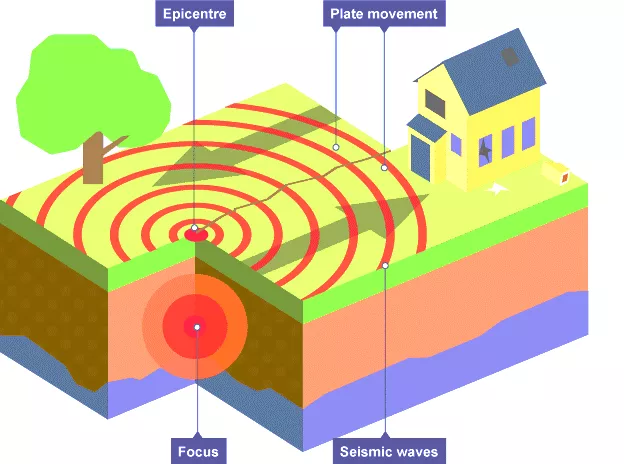 Epicentre
Plate movement
Focus
Seismic waves